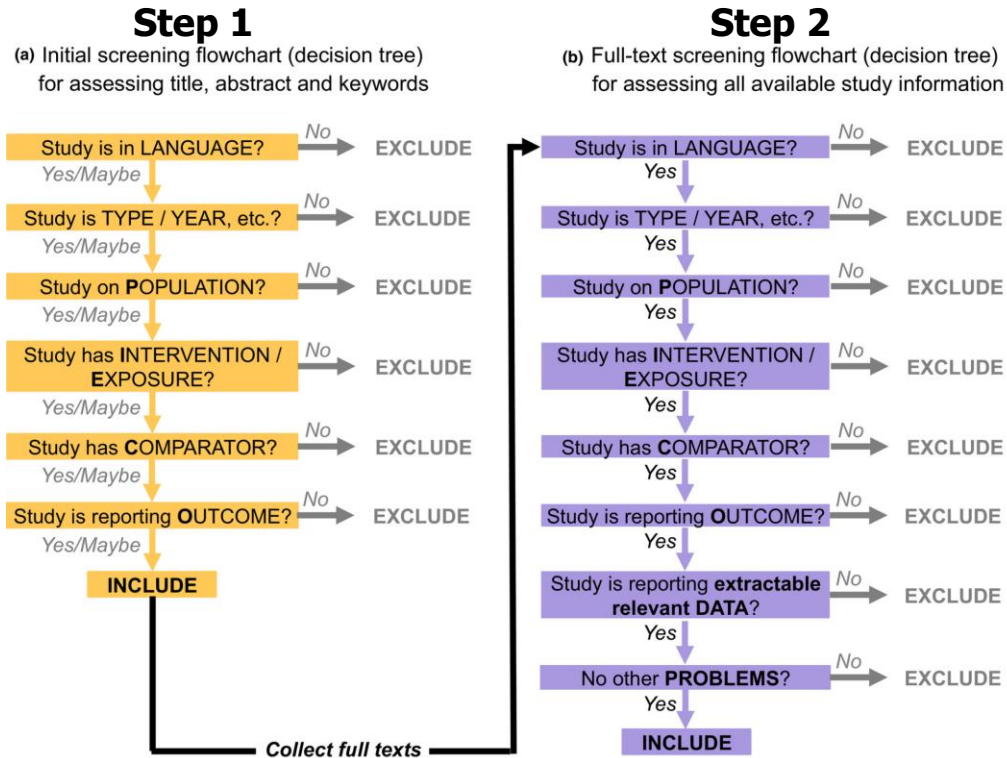 Step 1
(a) Initial screening flowchart (decision tree)
for assessing title, abstract and keywords
Study is in LANGUAGE?
No
EXCLUDE
Yes/Maybe
Study is TYPE / YEAR, etc.?
No
EXCLUDE
Yes/Maybe
Study on POPULATION?
No
EXCLUDE
Yes/Maybe
Study has INTERVENTION /
EXPOSURE?
No
EXCLUDE
Yes/Maybe
Study has COMPARATOR?
No
EXCLUDE
Yes/Maybe
Study is reporting OUTCOME?
No
EXCLUDE
Yes/Maybe
INCLUDE
Collect full texts
Step 2
(b) Full-text screening flowchart (decision tree)
for assessing all available study information
Study is in LANGUAGE?
No
EXCLUDE
Yes
Study is TYPE / YEAR, etc.?
No
EXCLUDE
Yes
Study on POPULATION?
No
EXCLUDE
Yes
Study has INTERVENTION /
EXPOSURE?
No
EXCLUDE
Yes
Study has COMPARATOR?
No
EXCLUDE
Yes
Study is reporting OUTCOME?
No
EXCLUDE
Yes
Study is reporting extractable
relevant DATA?
No
EXCLUDE
Yes
No other PROBLEMS?
No
EXCLUDE
Yes
INCLUDE